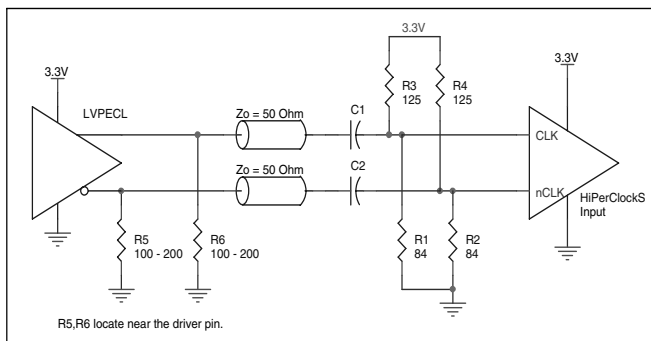 3.3V
3.3V
3.3V
R3
125
R4
125
LVPECL
Zo = 50 Ohm
C1
CLK
Zo = 50 Ohm
C2
nCLK
HiPerClockS
Input
R5
100 - 200
R6
100 - 200
R1
84
R2
84
R5,R6 locate near the driver pin.